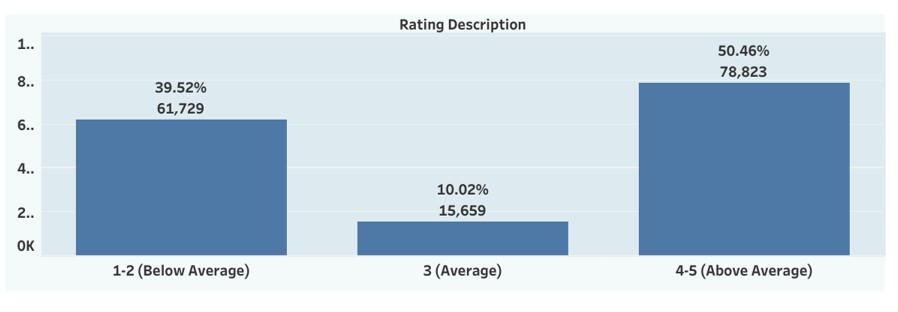 Rating Description
1..
8..
6..
4..
2..
0K
39.52%
61,729
10.02%
15,659
50.46%
78,823
1-2 (Below Average)
3 (Average)
4-5 (Above Average)